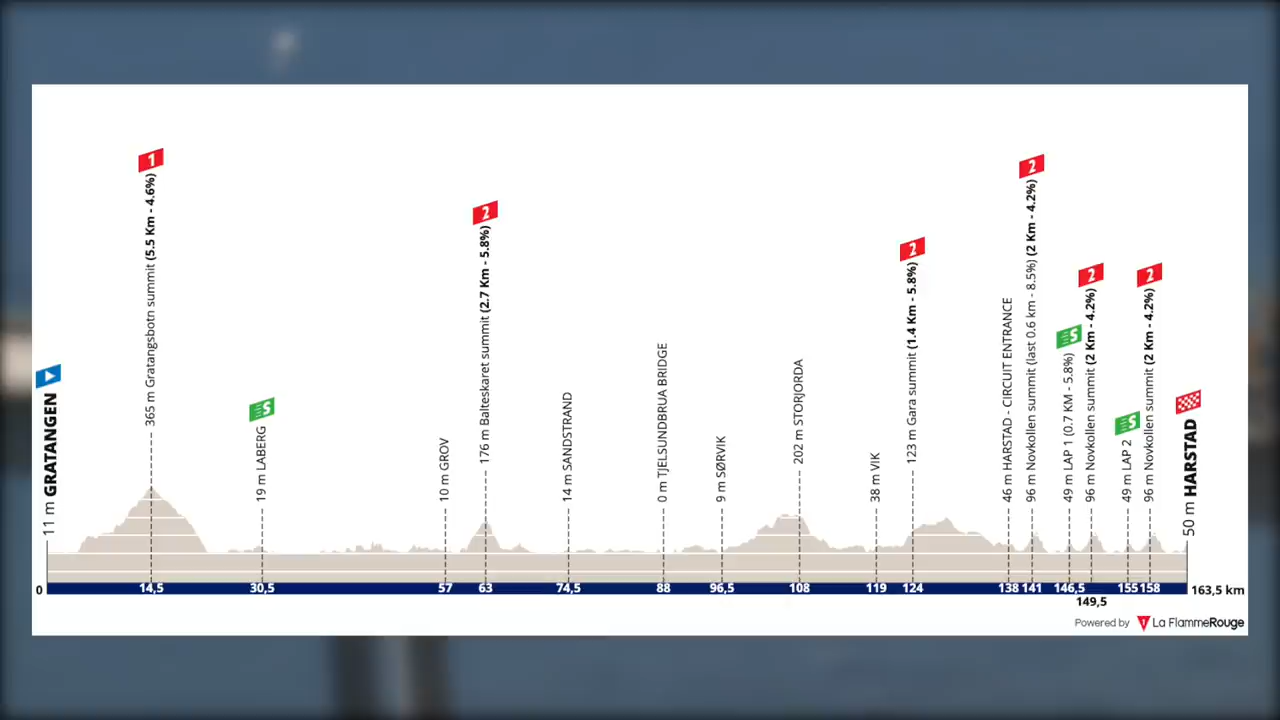 11 m GRATANGEN
1
365 m Gratangsbotn summit (5.5 Km - 4.6%)
S
19 m LABERG
10 m GROV
2
176 m Balteskaret summit (2.7 Km - 5.8%)
14 m SANDSTRAND
0 m TJELSUNDBRUA BRIDGE
9 m SØRVIK
202 m STORJORDA
38 m VIK
2
123 m Gara summit (1.4 Km - 5.8%)
46 m HARSTAD - CIRCUIT ENTRANCE
2
96 m Novkollen summit (last 0.6 km - 8.5%) (2 Km - 4.2%)
S
49 m LAP 1 (0.7 KM - 5.8%)
2
96 m Novkollen summit (2 Km - 4.2%)
S
49 m LAP 2
2
96 m Novkollen summit (2 Km - 4.2%)
50 m HARSTAD
0 14,5 30,5 57 63 74,5 88 96,5 108 119 124 138 141 146,5 155 158 163,5 km
149,5
Powered by La FlammeRouge